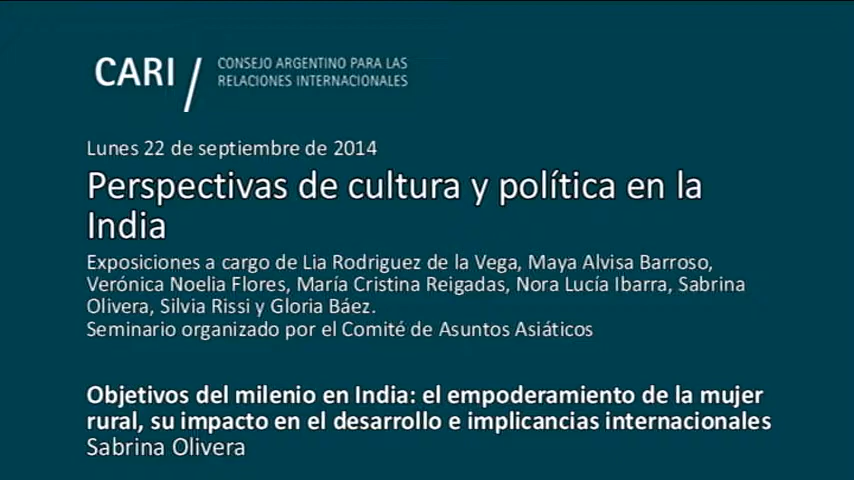 CARI/
CONSEJO ARGENTINO PARA LAS
RELACIONES INTERNACIONALES
Lunes 22 de septiembre de 2014
Perspectivas de cultura y política en la
India
Exposiciones a cargo de Lia Rodriguez de la Vega, Maya Alvisa Barroso,
Verónica Noelia Flores, María Cristina Reigadas, Nora Lucía Ibarra, Sabrina
Olivera, Silvia Rissi y Gloria Báez.
Seminario organizado por el Comité de Asuntos Asiáticos
Objetivos del milenio en India: el empoderamiento de la mujer
rural, su impacto en el desarrollo e implicancias internacionales
Sabrina Olivera